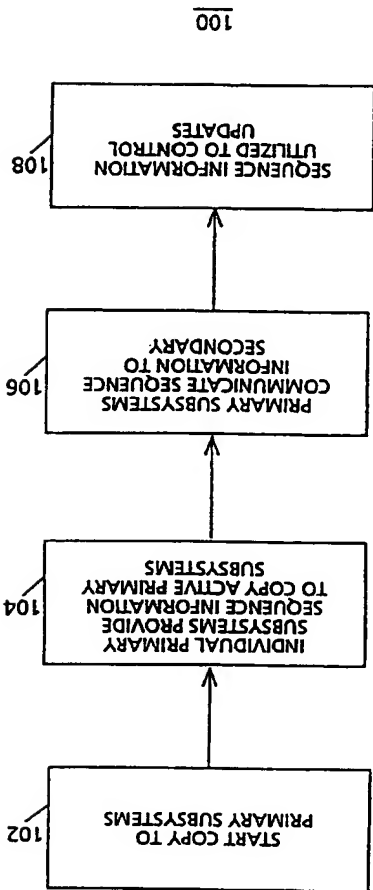 102
START COPY TO
PRIMARY SUBSYSTEMS
104
INDIVIDUAL PRIMARY
SUBSYSTEMS PROVIDE
SEQUENCE INFORMATION
TO COPY ACTIVE PRIMARY
SUBSYSTEMS
106
PRIMARY SUBSYSTEMS
COMMUNICATE SEQUENCE
INFORMATION TO
SECONDARY
108
SEQUENCE INFORMATION
UTILIZED TO CONTROL
UPDATES
100